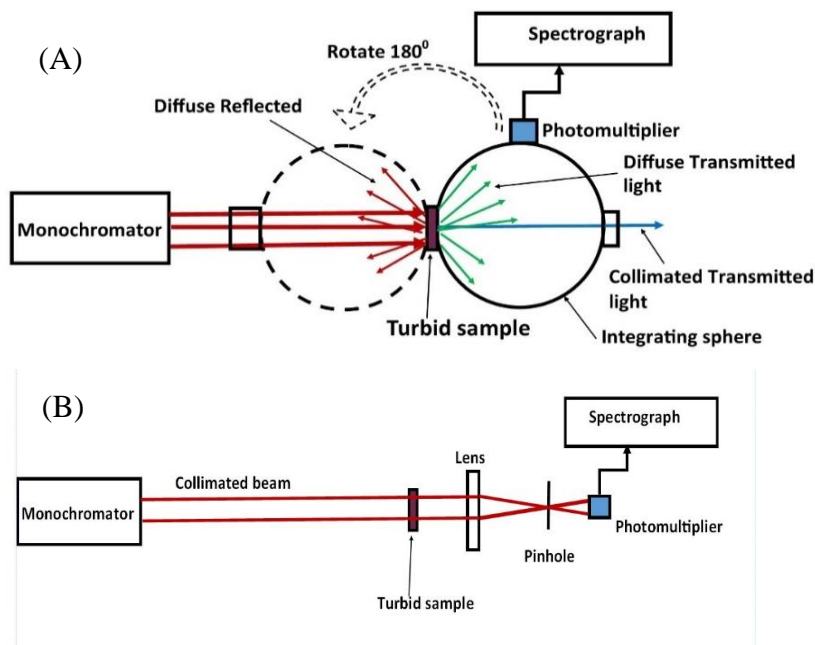 (A)
Spectrograph
Rotate 180⁰
Diffuse Reflected
Photomultiplier
Diffuse Transmitted
light
Monochromator
Collimated Transmitted
light
Turbid sample
Integrating sphere
(B)
Spectrograph
Lens
Collimated beam
Monochromator
Photomultiplier
Pinhole
Turbid sample